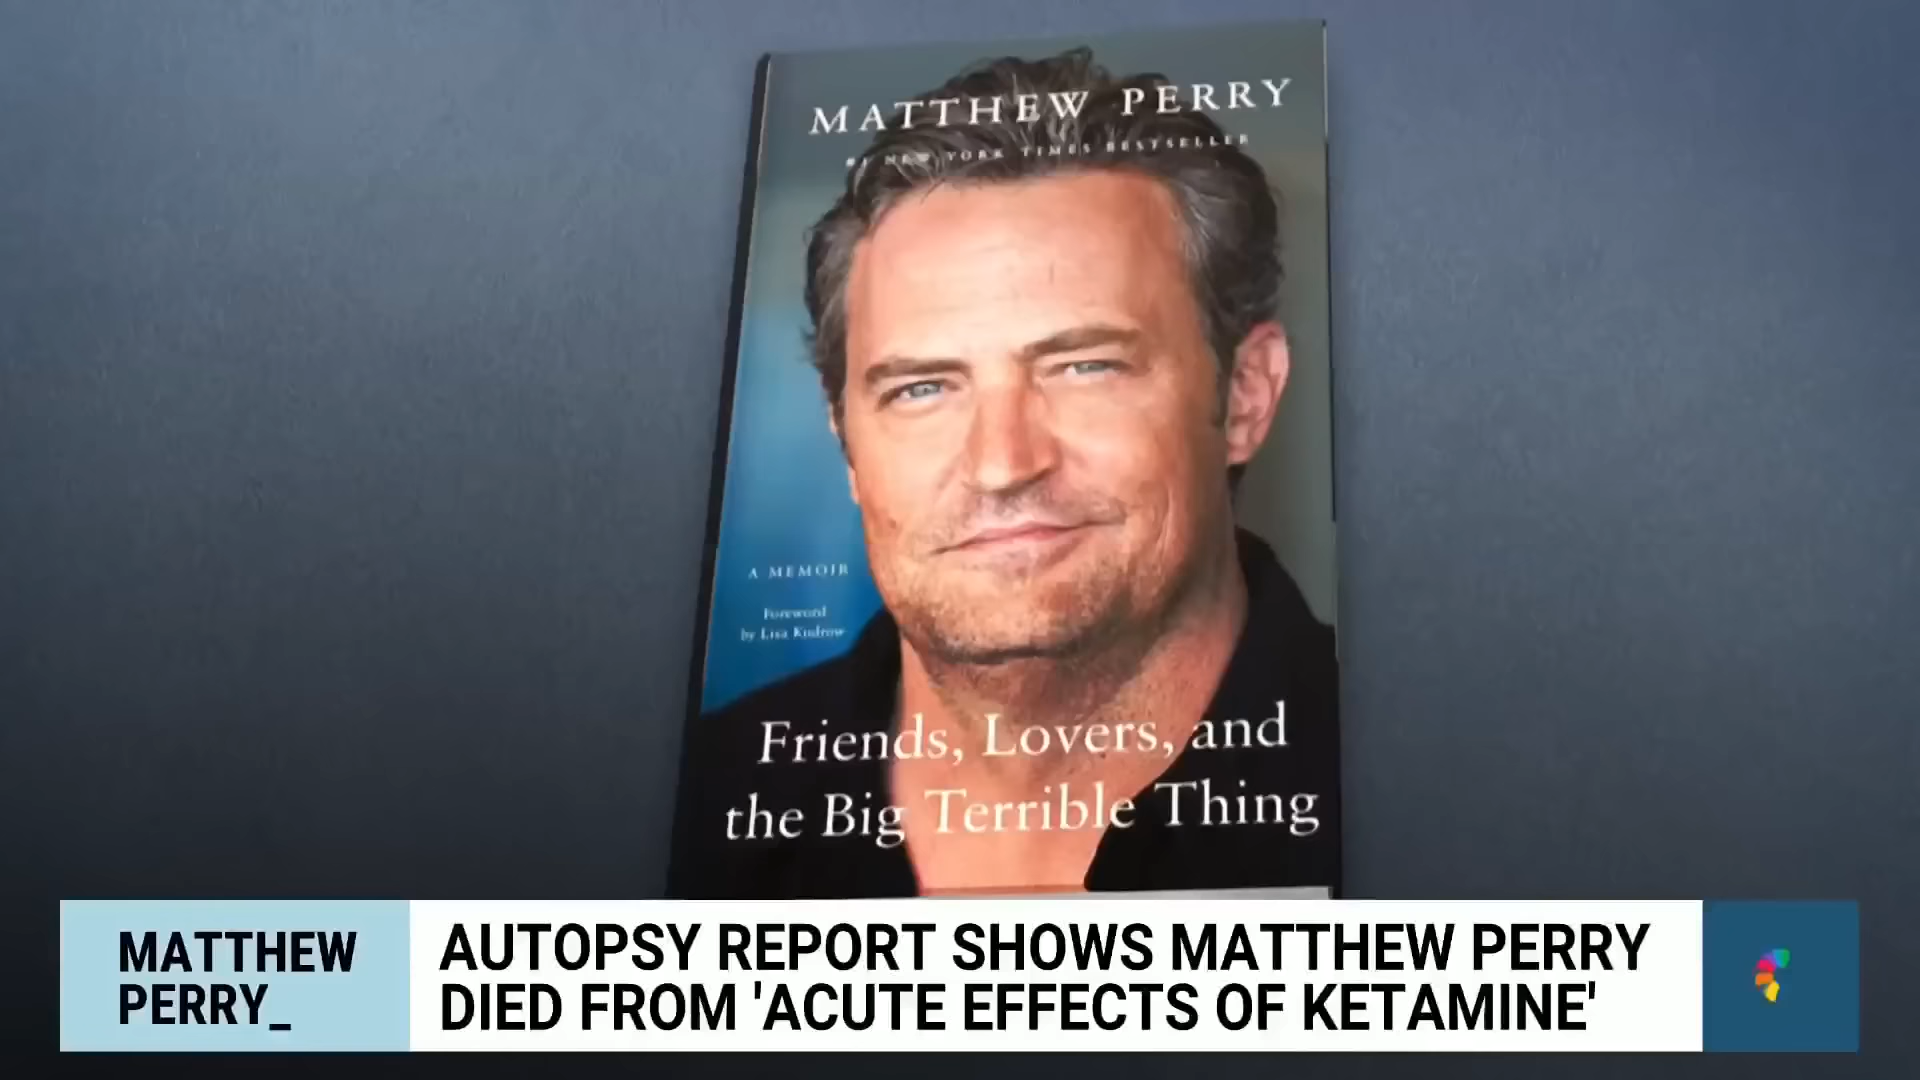 MATTHEW PERRY
#1 NEW YORK TIMES BESTSELLER
A MEMOIR
Foreword
by Lisa Kudrow
Friends, Lovers, and
the Big Terrible Thing
MATTHEW
PERRY_
AUTOPSY REPORT SHOWS MATTHEW PERRY
DIED FROM 'ACUTE EFFECTS OF KETAMINE'